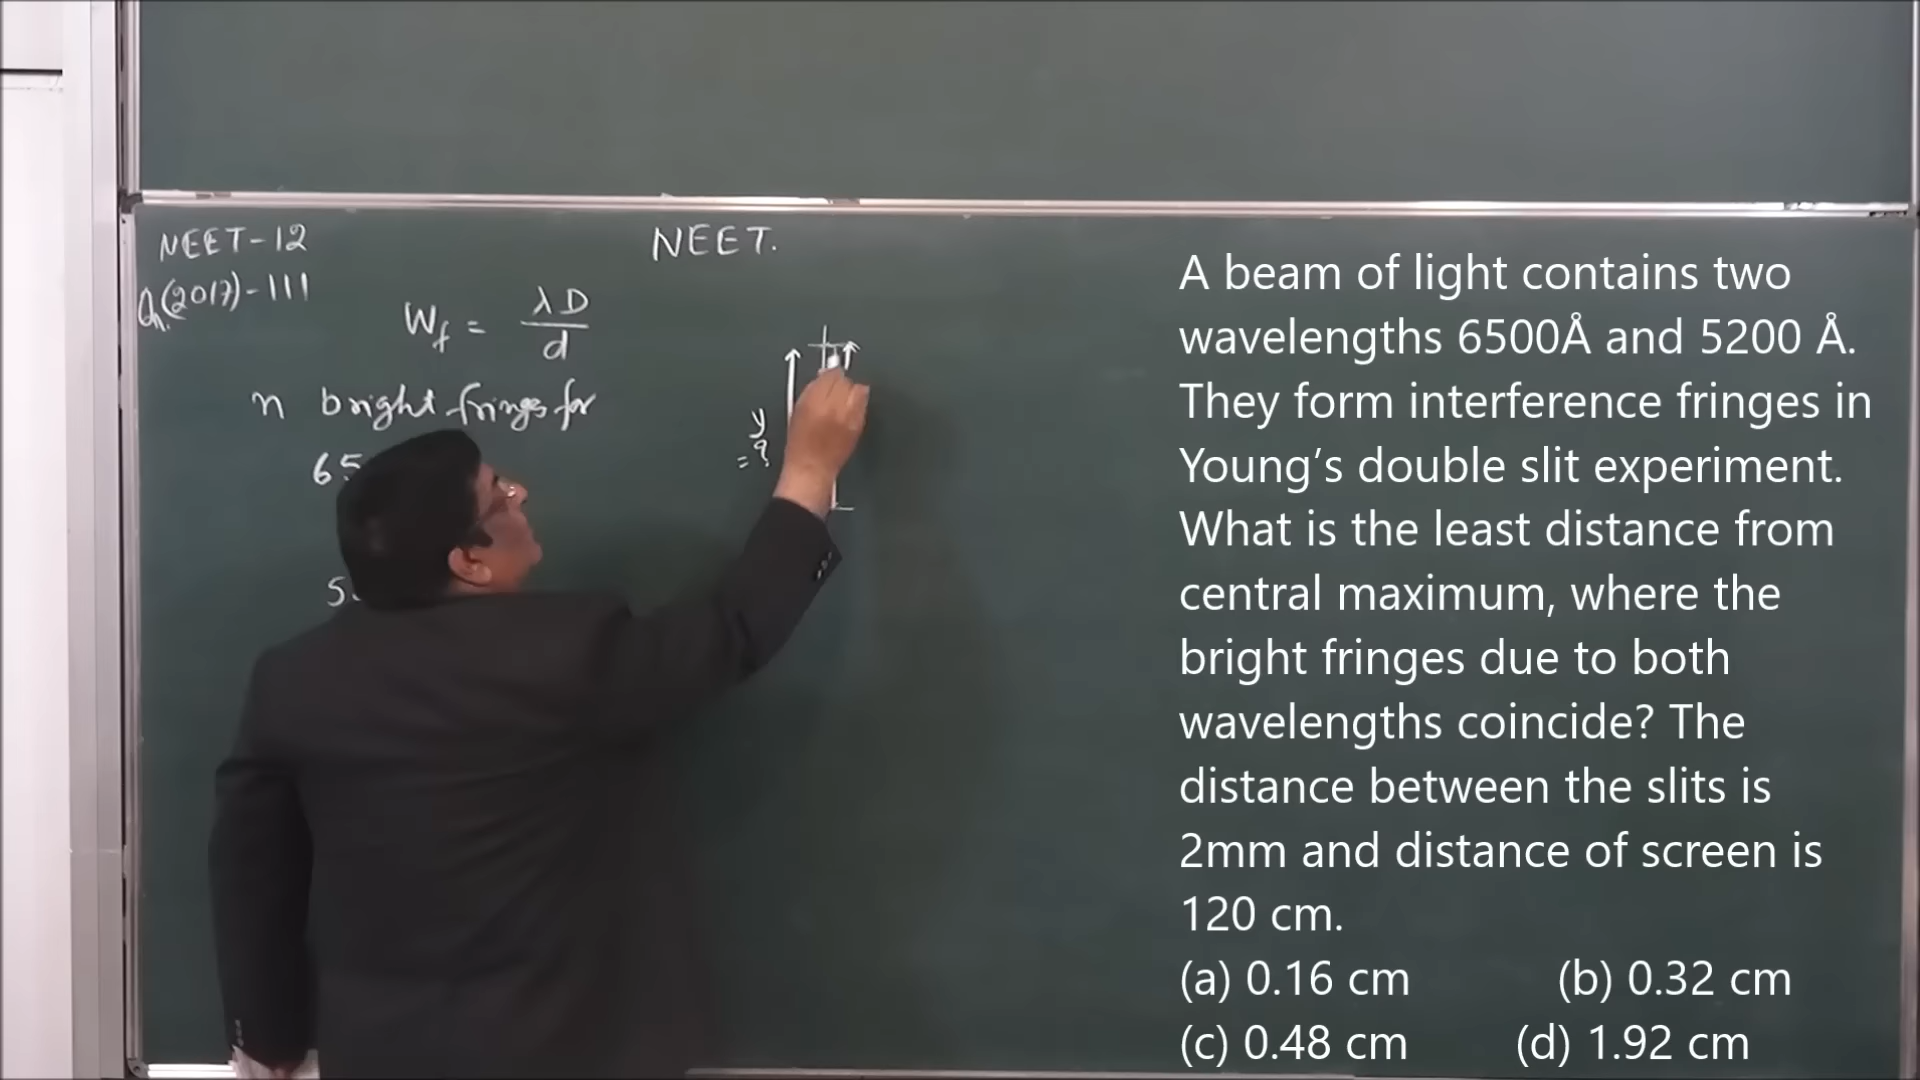 NEET-12
NEET.
Qn.(2017)-111
W_f = λD / d
n bright fringes for
65
y
= ?
A beam of light contains two
wavelengths 6500Å and 5200 Å.
They form interference fringes in
Young’s double slit experiment.
What is the least distance from
central maximum, where the
bright fringes due to both
wavelengths coincide? The
distance between the slits is
2mm and distance of screen is
120 cm.
(a) 0.16 cm (b) 0.32 cm
(c) 0.48 cm (d) 1.92 cm